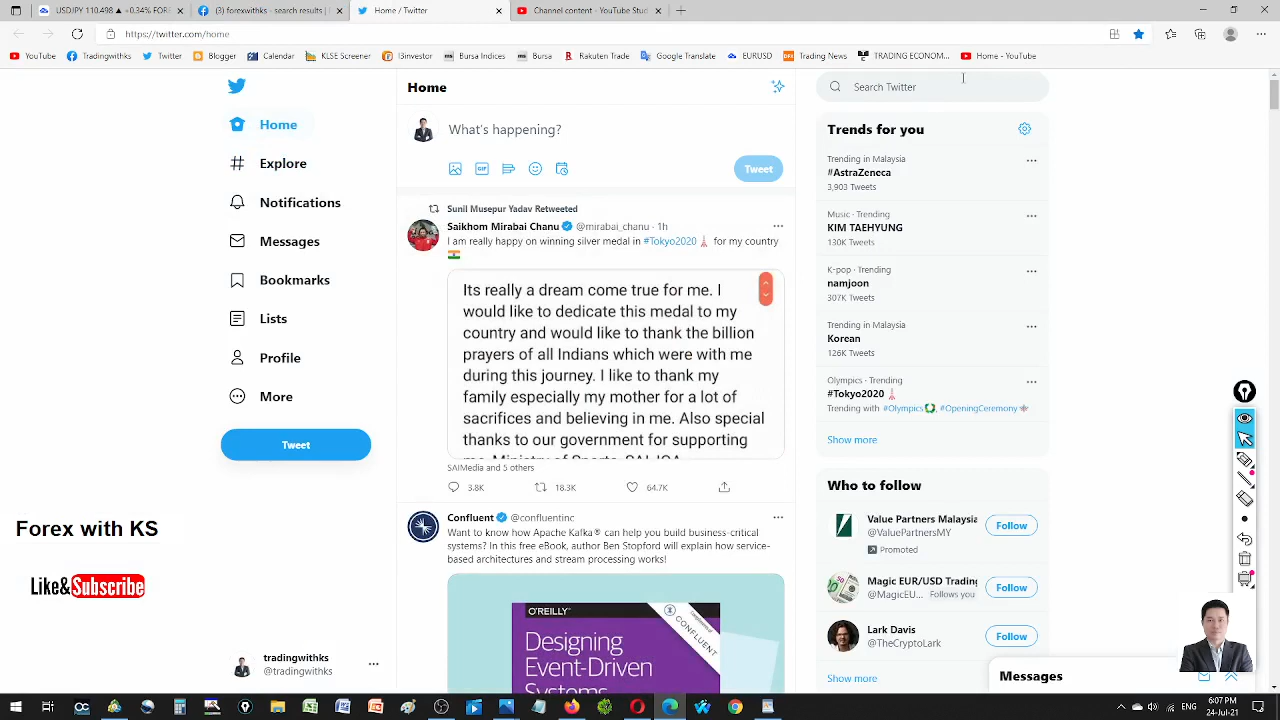 USDJPY 110.498 ▲ +0.34% FORE
(3) forexwithks - search results |
Home / Twitter
Channel content - YouTube Stud
https://twitter.com/home
YouTube
Tradingwithks
Twitter
Blogger
Calendar
KLSE Screener
I3investor
Bursa Indices
Bursa
Rakuten Trade
Google Translate
EURUSD
Trading News
TRADING ECONOM...
Home - YouTube
Home
Explore
Notifications
Messages
Bookmarks
Lists
Profile
More
Tweet
Forex with KS
Like&Subscribe
tradingwithks
@tradingwithks
Home
What's happening?
GIF
Tweet
Sunil Musepur Yadav Retweeted
Saikhom Mirabai Chanu @mirabai_chanu · 1h
I am really happy on winning silver medal in #Tokyo2020 for my country
Its really a dream come true for me. I
would like to dedicate this medal to my
country and would like to thank the billion
prayers of all Indians which were with me
during this journey. I like to thank my
family especially my mother for a lot of
sacrifices and believing in me. Also special
thanks to our government for supporting
SAIMedia and 5 others
3.8K 18.3K 64.7K
Confluent @confluentinc
Want to know how Apache Kafka® can help you build business-critical
systems? In this free eBook, author Ben Stopford will explain how service-
based architectures and stream processing works!
O'REILLY®
CONFLUENT
Designing
Event-Driven
Systems
Search Twitter
Trends for you
Trending in Malaysia
#AstraZeneca
3,903 Tweets
Music · Trending
KIM TAEHYUNG
130K Tweets
K-pop · Trending
namjoon
307K Tweets
Trending in Malaysia
Korean
126K Tweets
Olympics · Trending
#Tokyo2020
Trending with #Olympics, #OpeningCeremony
Show more
Who to follow
Value Partners Malaysia
@ValuePartnersMY
Promoted
Follow
Magic EUR/USD Trading
@MagicEU... Follows you
Follow
Lark Davis
@TheCryptoLark
Follow
Show more
Messages
6:07 PM
24-Jul-21